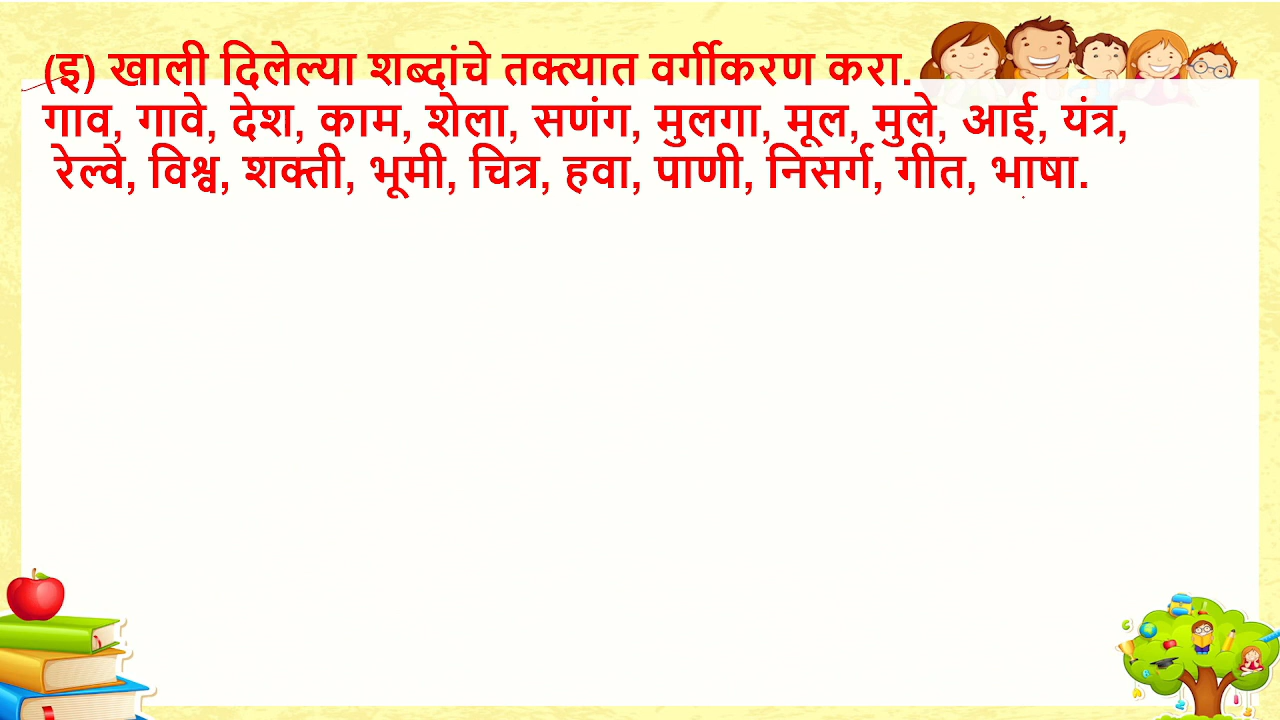 (इ) खाली दिलेल्या शब्दांचे तक्त्यात वर्गीकरण करा.
गाव, गावे, देश, काम, शेला, सणंग, मुलगा, मूल, मुले, आई, यंत्र,
रेल्वे, विश्व, शक्ती, भूमी, चित्र, हवा, पाणी, निसर्ग, गीत, भाषा.